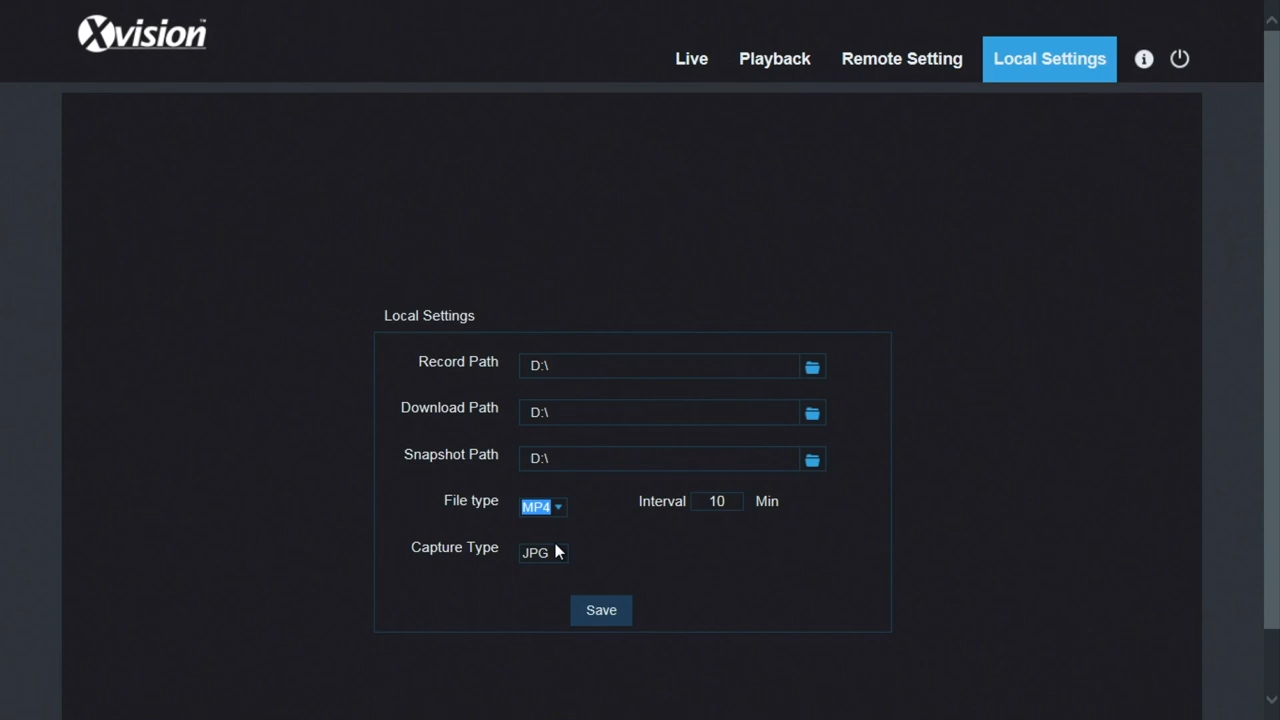 Xvision™
Live Playback Remote Setting Local Settings
Local Settings
Record Path D:\
Download Path D:\
Snapshot Path D:\
File type MP4 Interval 10 Min
Capture Type JPG
Save